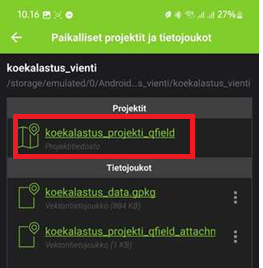 10.16
27%
Paikalliset projektit ja tietojoukot
koekalastus_vienti
/storage/emulated/0/Android...s_vienti/koekalastus_vienti
Projektit
koekalastus_projekti_qfield
Projektitiedosto
Tietojoukot
koekalastus_data.gpkg
Vektoritietojoukko (884 KB)
koekalastus_projekti_qfield_attachm
Vektoritietojoukko (1 KB)